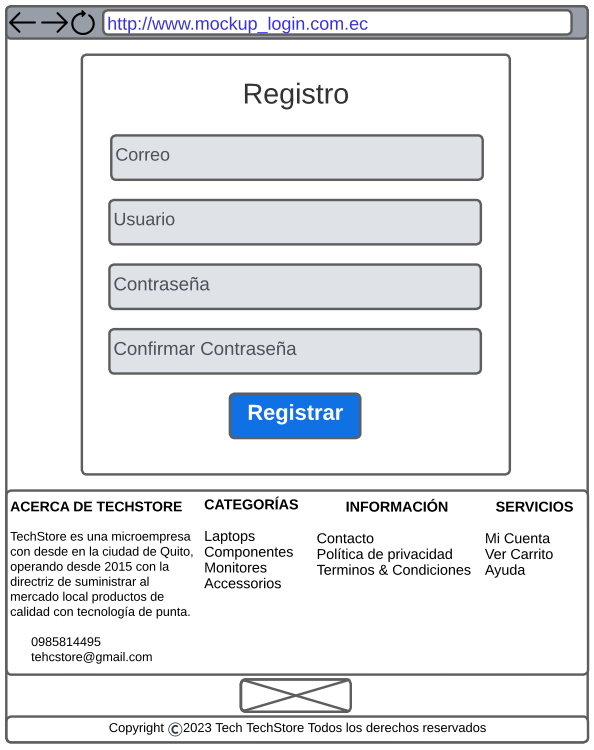 http://www.mockup_login.com.ec
Registro
Correo
Usuario
Contraseña
Confirmar Contraseña
Registrar
ACERCA DE TECHSTORE
TechStore es una microempresa
con desde en la ciudad de Quito,
operando desde 2015 con la
directriz de suministrar al
mercado local productos de
calidad con tecnología de punta.
0985814495
tehcstore@gmail.com
CATEGORÍAS
Laptops
Componentes
Monitores
Accessorios
INFORMACIÓN
Contacto
Política de privacidad
Terminos & Condiciones
SERVICIOS
Mi Cuenta
Ver Carrito
Ayuda
Copyright ©2023 Tech TechStore Todos los derechos reservados